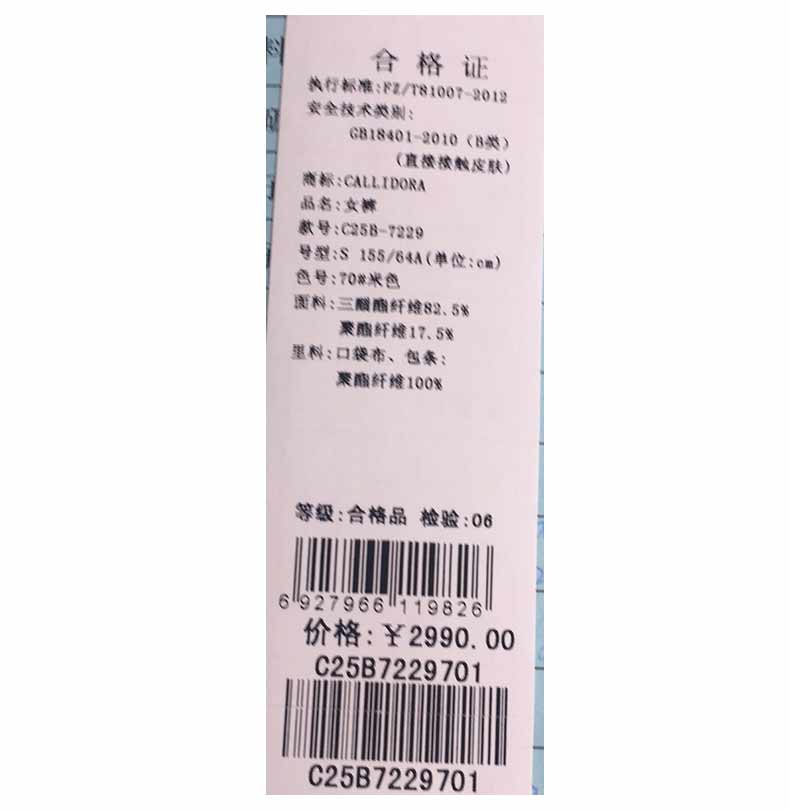 合格证
执行标准:FZ/T81007-2012
安全技术类别:
GB18401-2010（B类）
（直接接触皮肤）
商标:CALLIDORA
品名:女裤
款号:C25B-7229
号型:S 155/64A(单位:cm)
色号:70#米色
面料:三醋酯纤维82.5%
聚酯纤维17.5%
里料:口袋布、包条:
聚酯纤维100%
等级:合格品 检验:06
6 927966 119826
价格:￥2990.00
C25B7229701
C25B7229701